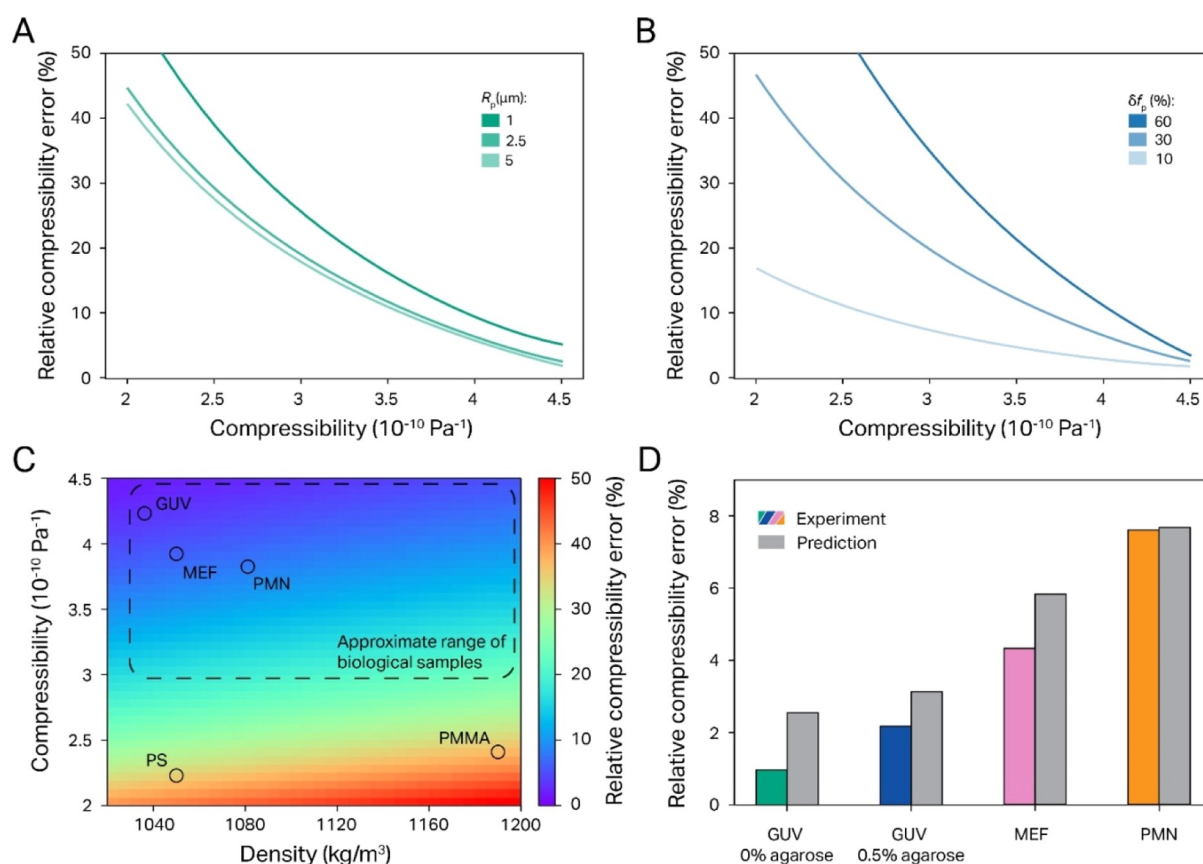 A
Relative compressibility error (%)
50
40
30
20
10
0
Rp(μm):
1
2.5
5
2
2.5
3
3.5
4
4.5
Compressibility (10⁻¹⁰ Pa⁻¹)
B
Relative compressibility error (%)
50
40
30
20
10
0
δfp (%):
60
30
10
2
2.5
3
3.5
4
4.5
Compressibility (10⁻¹⁰ Pa⁻¹)
C
Compressibility (10⁻¹⁰ Pa⁻¹)
4.5
4
3.5
3
2.5
2
GUV
MEF
PMN
Approximate range of
biological samples
PS
PMMA
1040
1080
1120
1160
1200
Density (kg/m³)
50
40
30
20
10
0
Relative compressibility error (%)
D
Relative compressibility error (%)
8
6
4
2
0
Experiment
Prediction
GUV
0% agarose
GUV
0.5% agarose
MEF
PMN